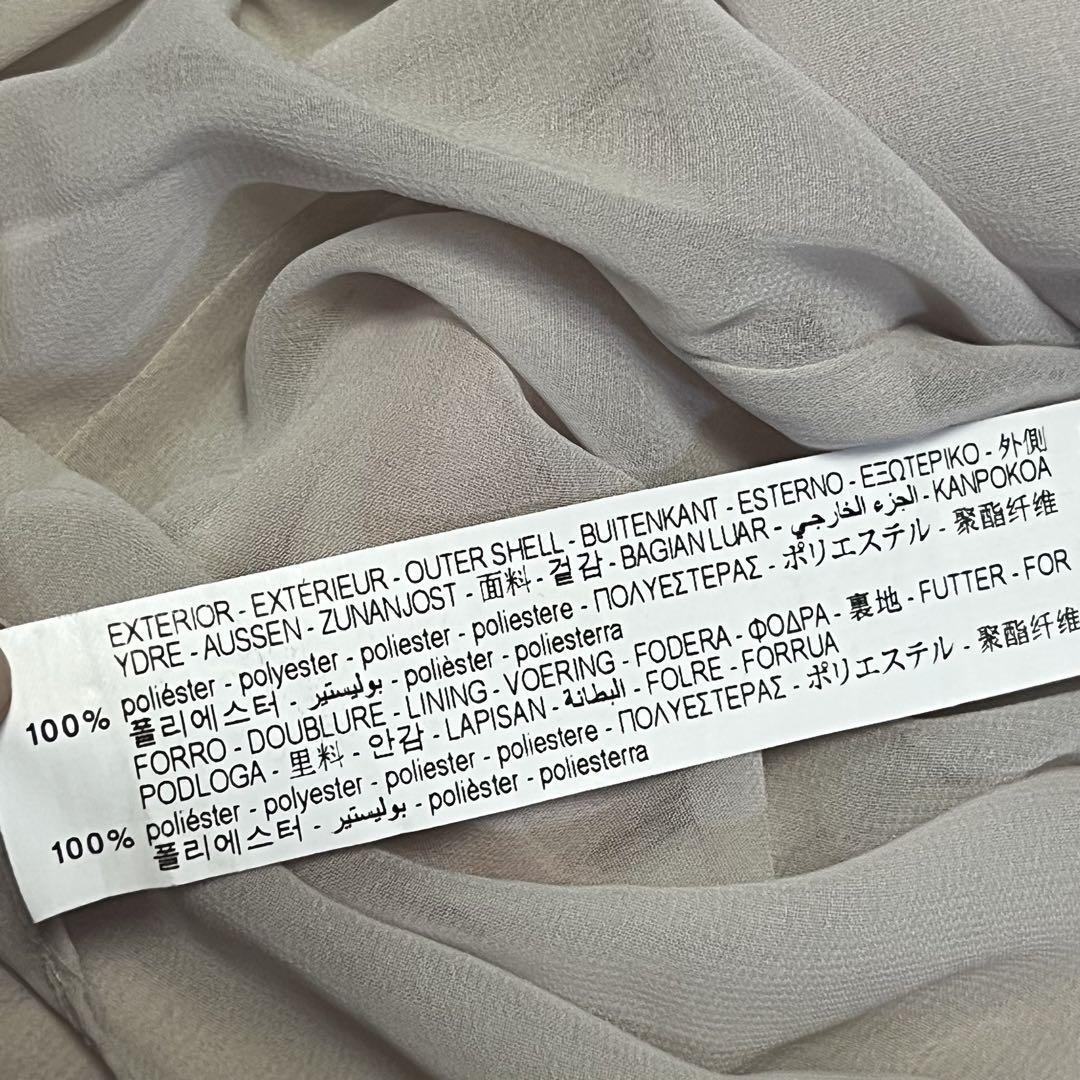 EXTERIOR - EXTÉRIEUR - OUTER SHELL - BUITENKANT - ESTERNO - ΕΞΩΤΕΡΙΚΟ - 外側
YDRE - AUSSEN - ZUNANJOST - 面料 - 겉감 - BAGIAN LUAR - الجزء الخارجي - KANPOKOA
100% poliéster - polyester - poliester - poliestere - ΠΟΛΥΕΣΤΕΡΑΣ - ポリエステル - 聚酯纤维
폴리에스터 - بوليستير - polièster - poliesterra
FORRO - DOUBLURE - LINING - VOERING - FODERA - ΦΟΔΡΑ - 裏地 - FUTTER - FOR
PODLOGA - 里料 - 안감 - LAPISAN - البطانة - FOLRE - FORRUA
100% poliéster - polyester - poliester - poliestere - ΠΟΛΥΕΣΤΕΡΑΣ - ポリエステル - 聚酯纤维
폴리에스터 - بوليستير - polièster - poliesterra